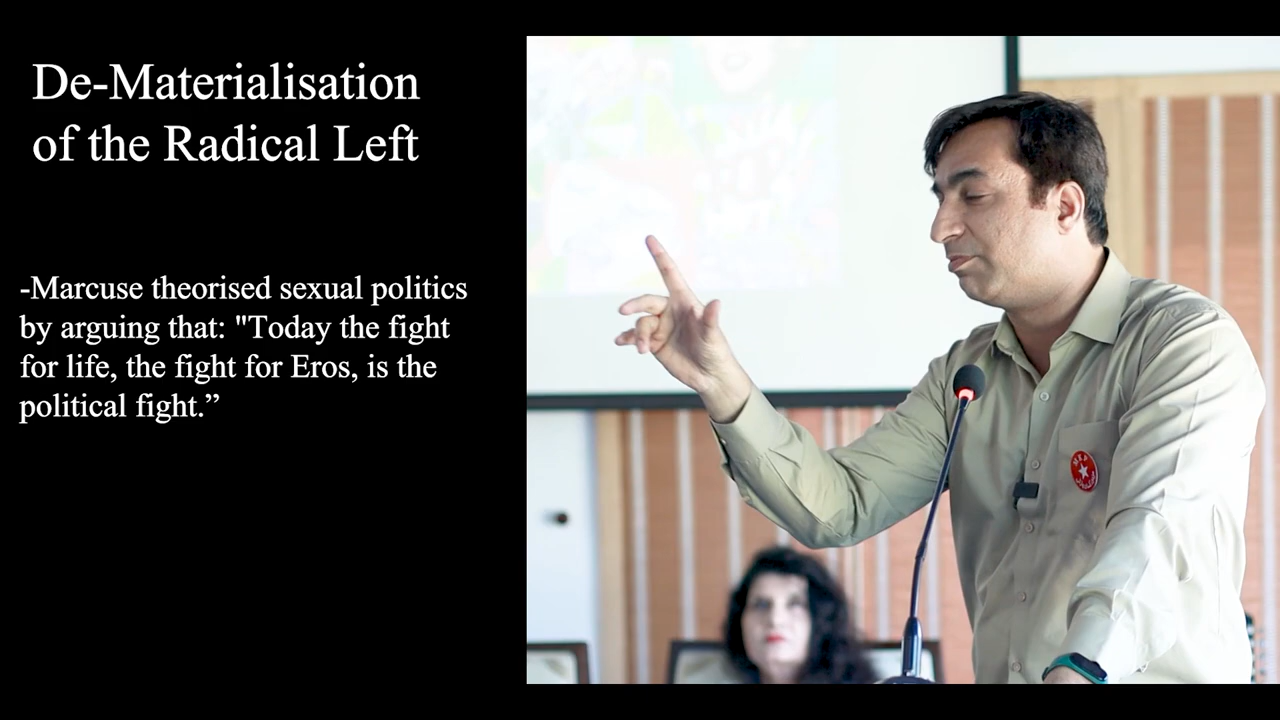 De-Materialisation
of the Radical Left
-Marcuse theorised sexual politics
by arguing that: "Today the fight
for life, the fight for Eros, is the
political fight.”